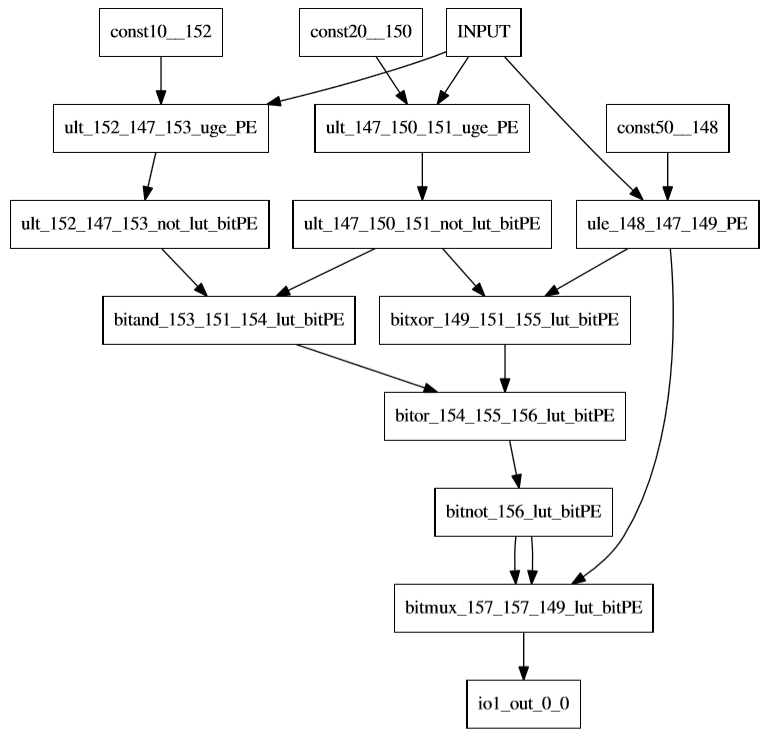 const10__152
const20__150
INPUT
ult_152_147_153_uge_PE
ult_147_150_151_uge_PE
const50__148
ult_152_147_153_not_lut_bitPE
ult_147_150_151_not_lut_bitPE
ule_148_147_149_PE
bitand_153_151_154_lut_bitPE
bitxor_149_151_155_lut_bitPE
bitor_154_155_156_lut_bitPE
bitnot_156_lut_bitPE
bitmux_157_157_149_lut_bitPE
io1_out_0_0